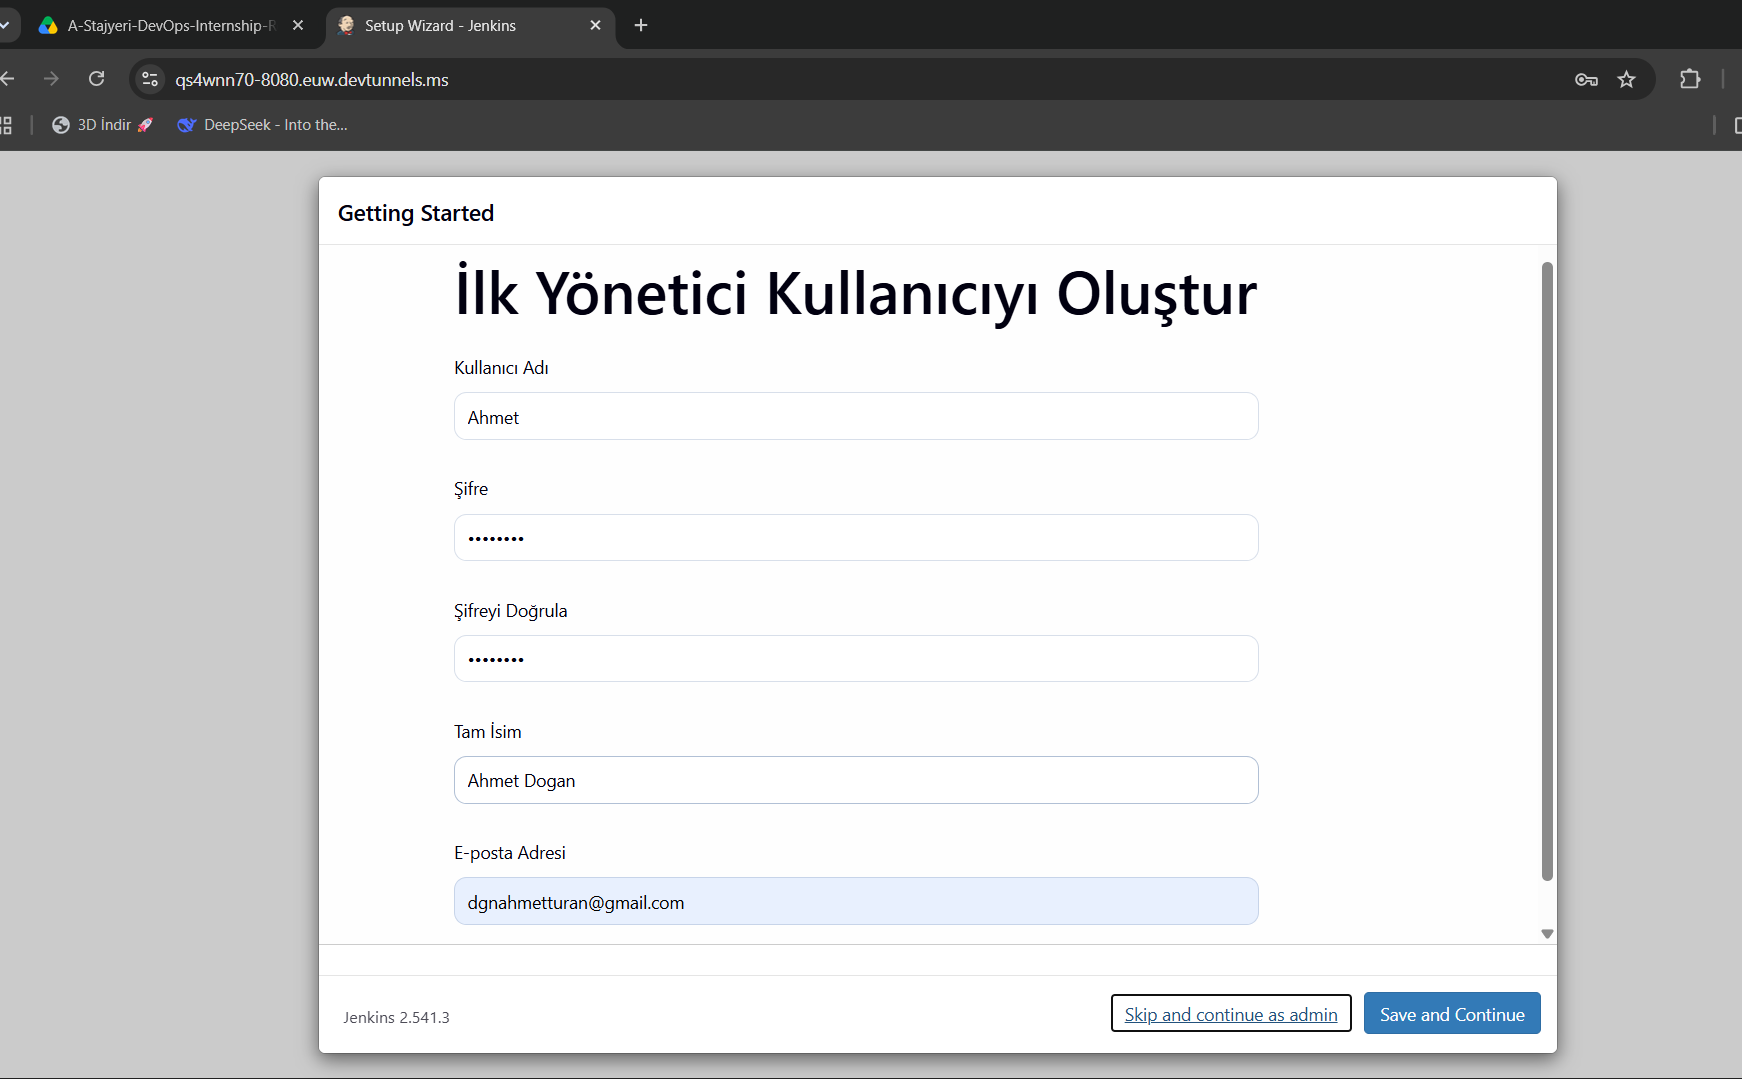 A-Stajyeri-DevOps-Internship-R
Setup Wizard - Jenkins
qs4wnn70-8080.euw.devtunnels.ms
3D İndir 🚀
DeepSeek - Into the...
Getting Started
İlk Yönetici Kullanıcıyı Oluştur
Kullanıcı Adı
Ahmet
Şifre
••••••••
Şifreyi Doğrula
••••••••
Tam İsim
Ahmet Dogan
E-posta Adresi
dgnahmetturan@gmail.com
Jenkins 2.541.3
Skip and continue as admin
Save and Continue